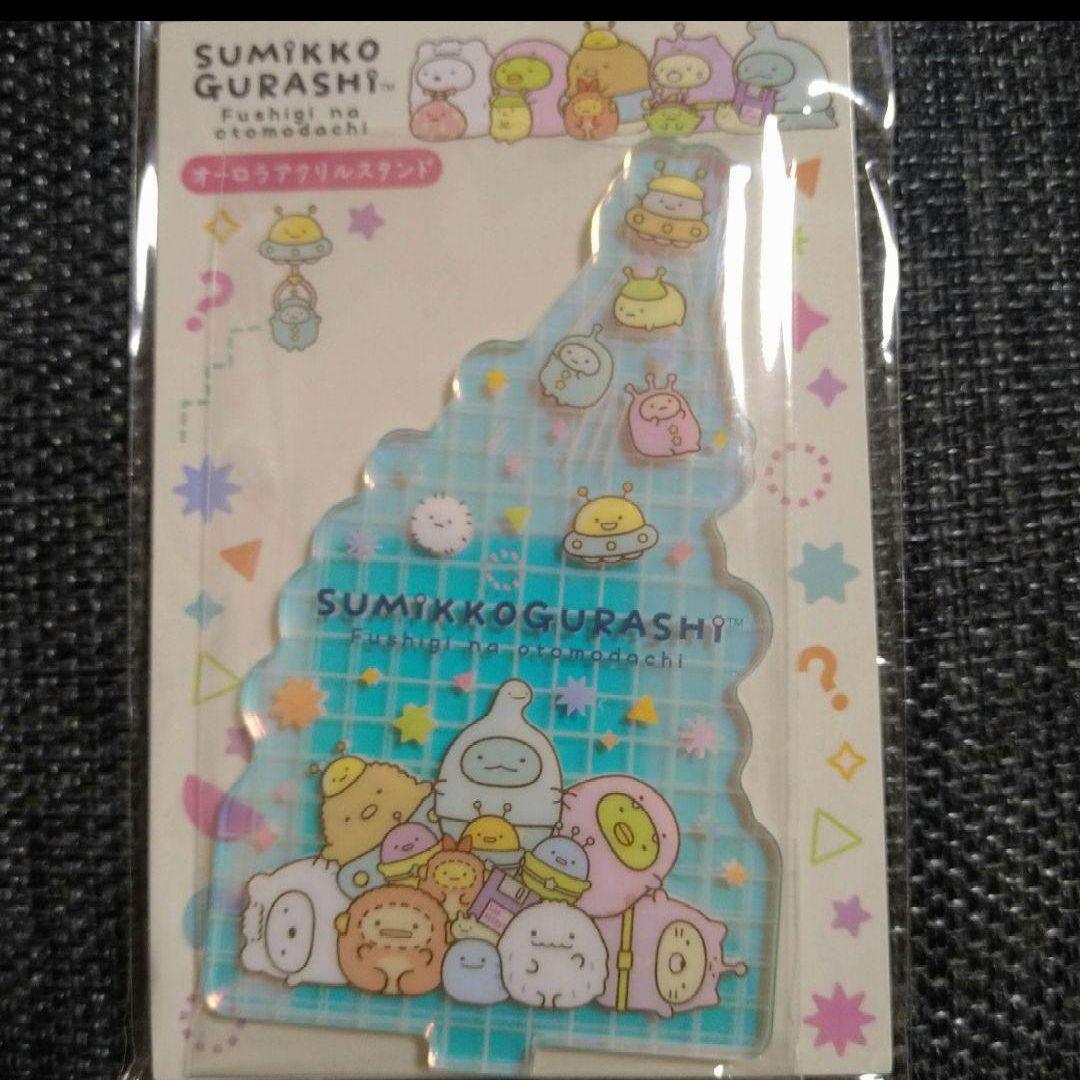 SUMiKKO
GURASHi™
Fushigi na
otomodachi
オーロラアクリルスタンド
SUMiKKOGURASHi™
Fushigi na otomodachi